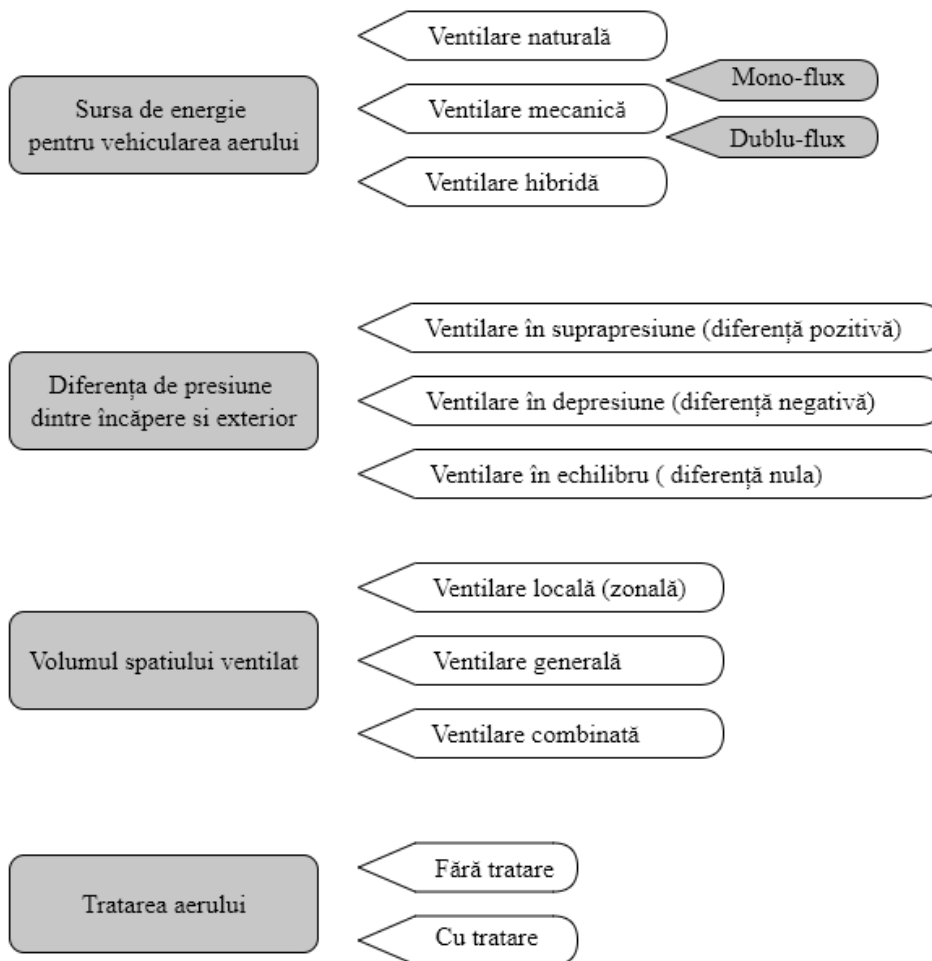 Ventilare naturală
Mono-flux
Sursa de energie
pentru vehicularea aerului
Ventilare mecanică
Dublu-flux
Ventilare hibridă
Ventilare în suprapresiune (diferență pozitivă)
Diferența de presiune
dintre încăpere si exterior
Ventilare în depresiune (diferență negativă)
Ventilare în echilibru ( diferență nula)
Ventilare locală (zonală)
Volumul spatiului ventilat
Ventilare generală
Ventilare combinată
Fără tratare
Tratarea aerului
Cu tratare